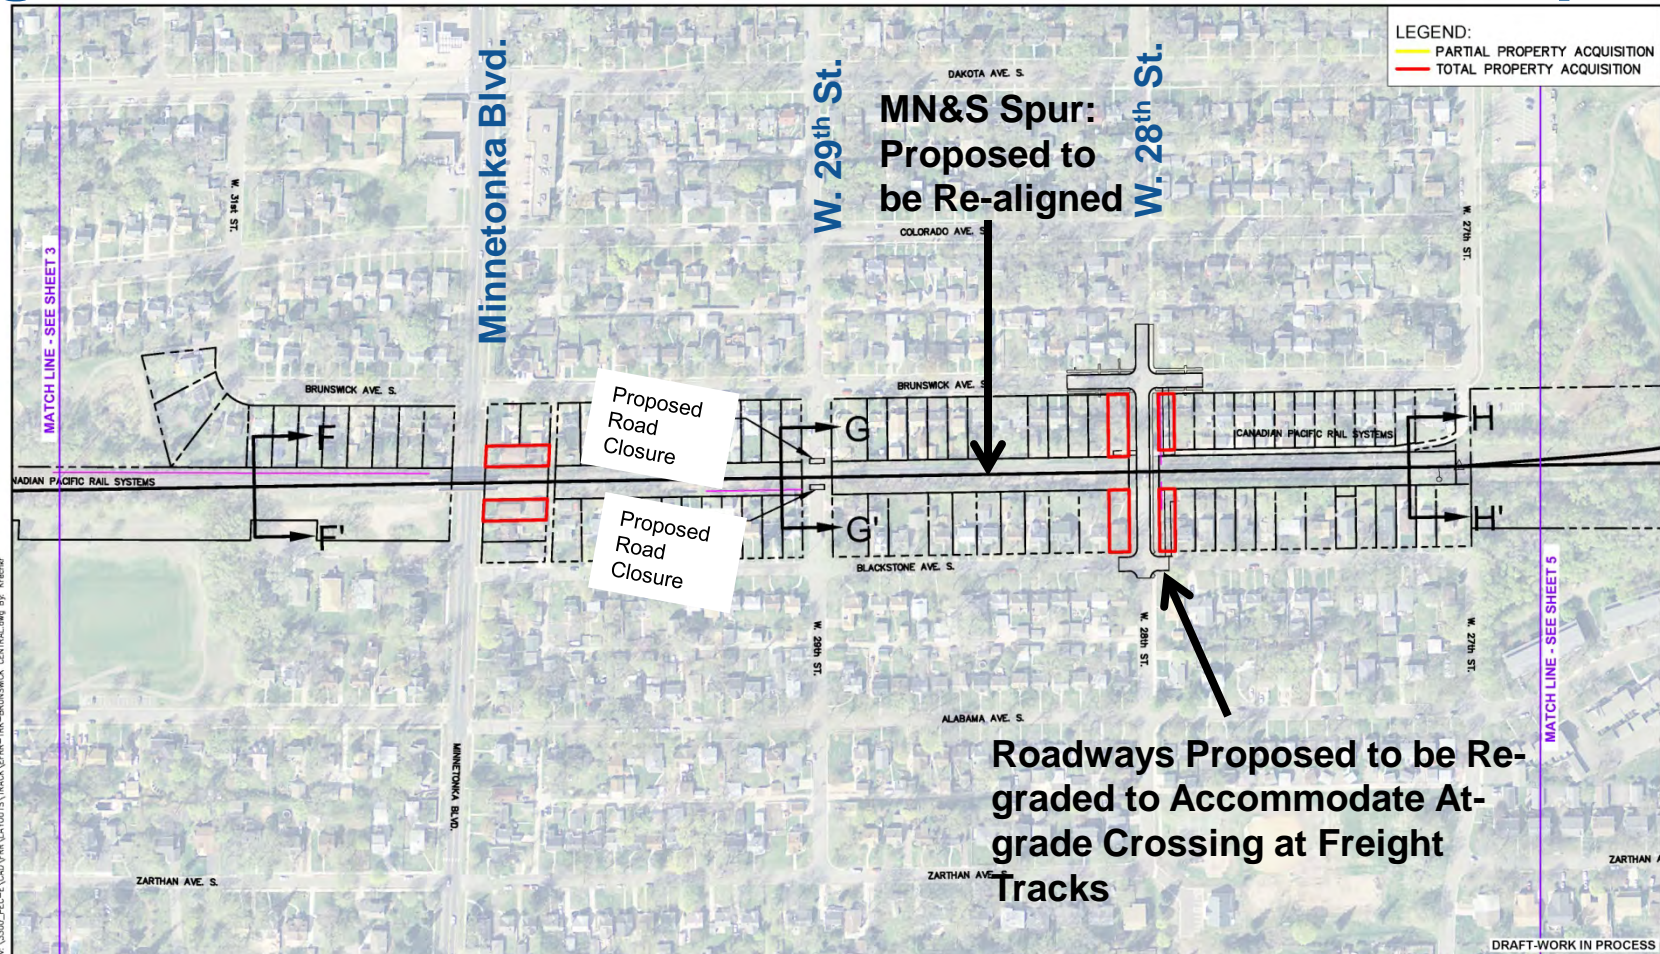 LEGEND:
PARTIAL PROPERTY ACQUISITION
TOTAL PROPERTY ACQUISITION
Minnetonka Blvd.
W. 29th St.
W. 28th St.
DAKOTA AVE. S.
MN&S Spur:
Proposed to
be Re-aligned
W. 31st ST.
W. 27th ST.
COLORADO AVE. S.
MATCH LINE - SEE SHEET 3
BRUNSWICK AVE. S.
BRUNSWICK AVE. S.
Proposed
Road
Closure
F
G
H
CANADIAN PACIFIC RAIL SYSTEMS
NADIAN PACIFIC RAIL SYSTEMS
F'
G'
H'
Proposed
Road
Closure
BLACKSTONE AVE. S.
W. 29th ST.
W. 28th ST.
W. 27th ST.
MATCH LINE - SEE SHEET 5
ALABAMA AVE. S.
MINNETONKA BLVD.
Roadways Proposed to be Re-
graded to Accommodate At-
grade Crossing at Freight
Tracks
ZARTHAN AVE. S.
ZARTHAN AVE. S.
ZARTHAN A
DRAFT-WORK IN PROCESS